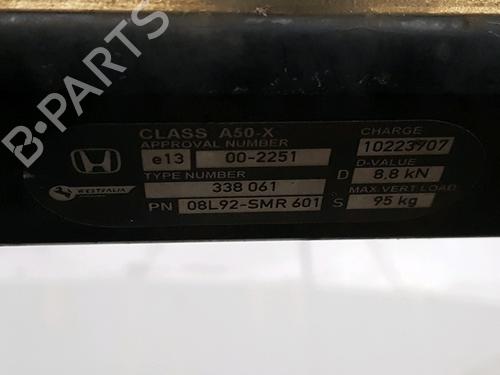 CLASS A50-X
APPROVAL NUMBER
e13 00-2251
TYPE NUMBER
338 061
PN 08L92-SMR 601
CHARGE
10223907
D-VALUE
D 8,8 kN
MAX.VERT LOAD
S 95 kg
WESTFALIA
B-PARTS